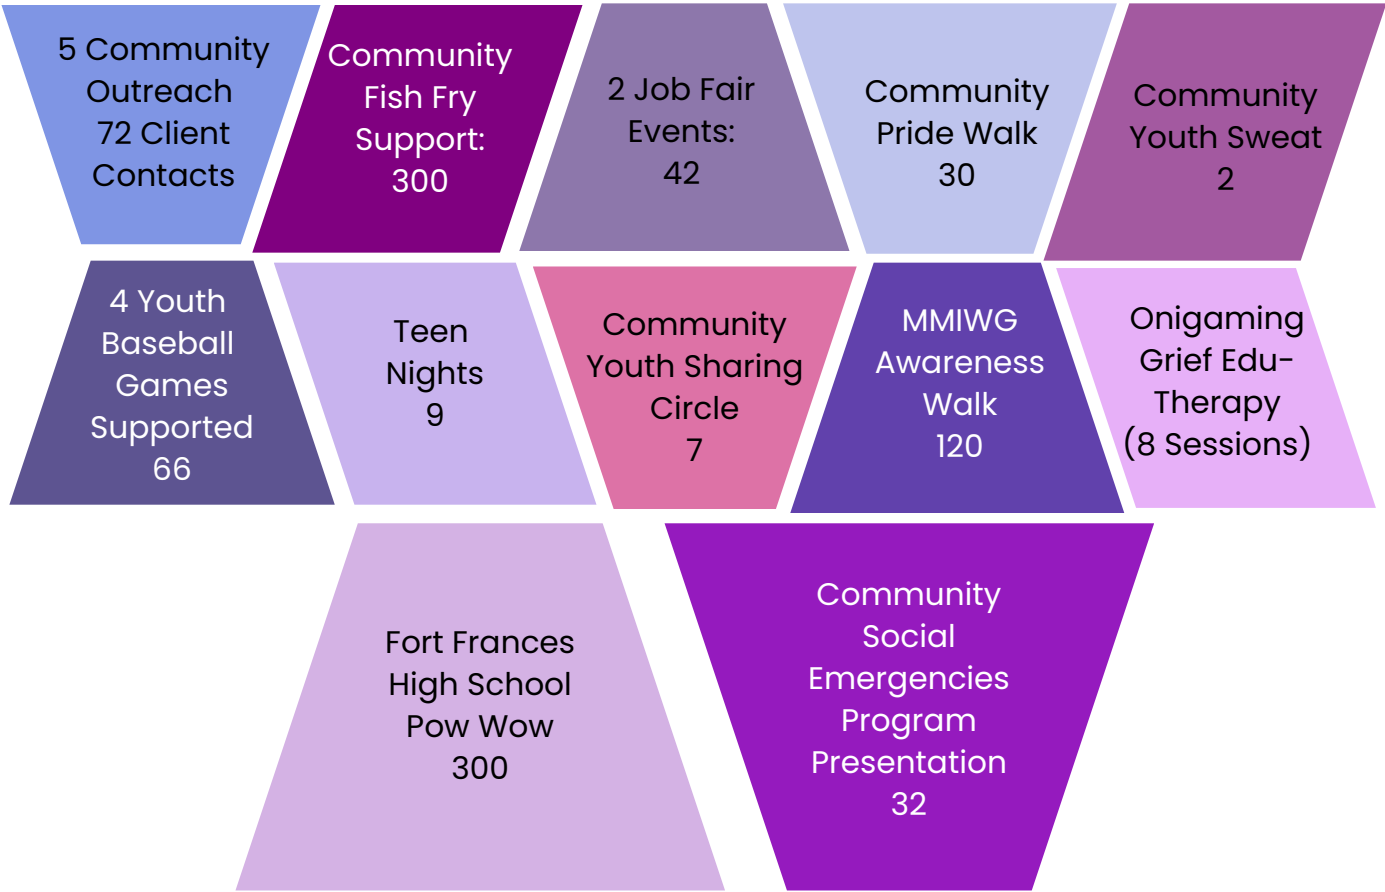 5 Community
Outreach
72 Client
Contacts
Community
Fish Fry
Support:
300
2 Job Fair
Events:
42
Community
Pride Walk
30
Community
Youth Sweat
2
4 Youth
Baseball
Games
Supported
66
Teen
Nights
9
Community
Youth Sharing
Circle
7
MMIWG
Awareness
Walk
120
Onigaming
Grief Edu-
Therapy
(8 Sessions)
Fort Frances
High School
Pow Wow
300
Community
Social
Emergencies
Program
Presentation
32